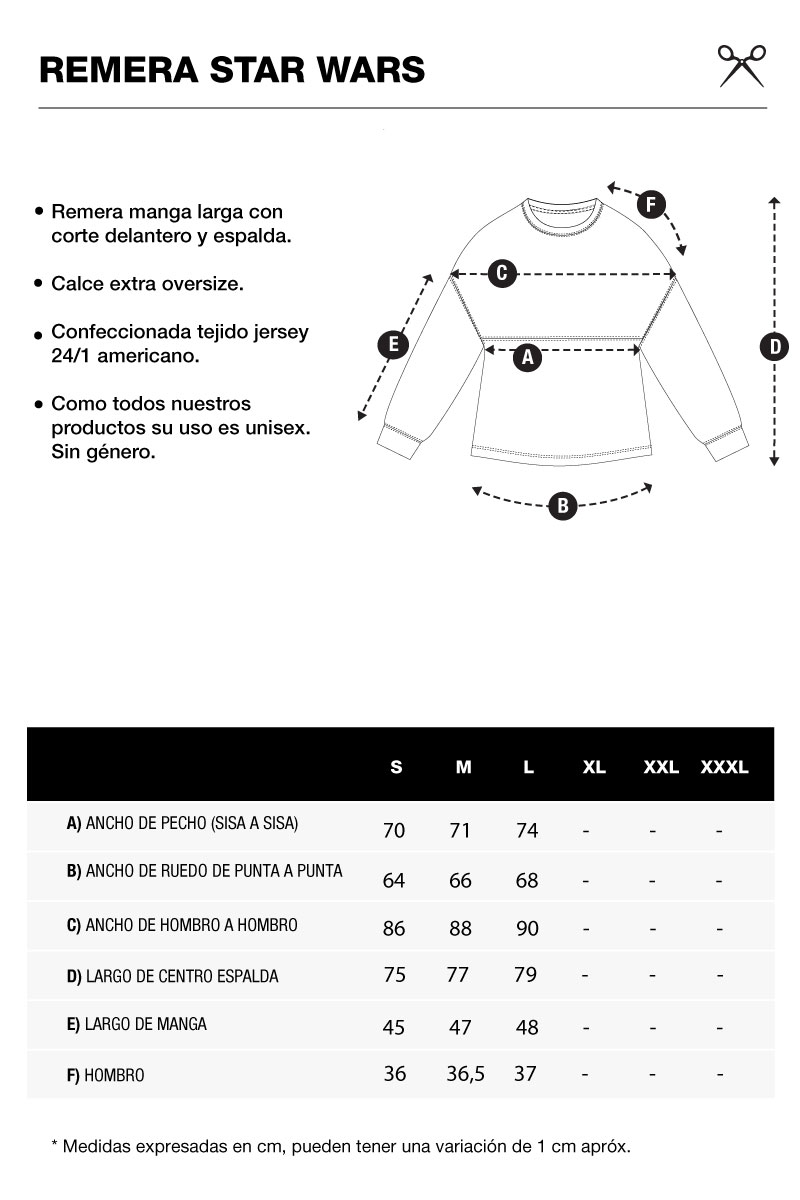 REMERA STAR WARS
• Remera manga larga con
corte delantero y espalda.
• Calce extra oversize.
• Confeccionada tejido jersey
24/1 americano.
• Como todos nuestros
productos su uso es unisex.
Sin género.
F
C
E
A
D
B
S M L XL XXL XXXL
A) ANCHO DE PECHO (SISA A SISA) 70 71 74 - - -
B) ANCHO DE RUEDO DE PUNTA A PUNTA 64 66 68 - - -
C) ANCHO DE HOMBRO A HOMBRO 86 88 90 - - -
D) LARGO DE CENTRO ESPALDA 75 77 79 - - -
E) LARGO DE MANGA 45 47 48 - - -
F) HOMBRO 36 36,5 37 - - -
* Medidas expresadas en cm, pueden tener una variación de 1 cm apróx.